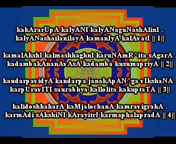 kakArarUpA kalyANI kalyANaguNashAlinI .
kalyANashailanilayA kamanIyA kalAvatI || 1||
kamalAkShI kalmaShaghnI karuNAmR^ita sAgarA
kadambakAnanAvAsA kadamba kusumapriyA || 2||
kandarpavidyA kandarpa janakApA~Nga vIkShaNA
karpUravITI saurabhya kallolita kakuptaTA || 3||
kalidoShaharA kaMjalochanA kamravigrahA .
karmAdi sAkShiNI kArayitrI karmaphalapradA || 4||